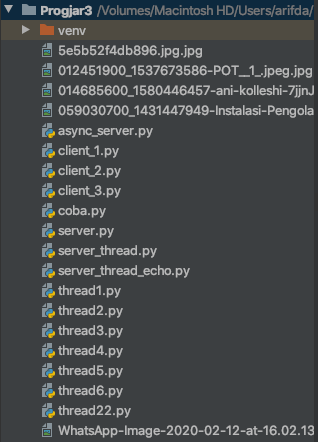 Progjar3 /Volumes/Macintosh HD/Users/arifda/
venv
5e5b52f4db896.jpg.jpg
012451900_1537673586-POT__1_.jpeg.jpg
014685600_1580446457-ani-kolleshi-7jjnJ
059030700_1431447949-Instalasi-Pengola
async_server.py
client_1.py
client_2.py
client_3.py
coba.py
server.py
server_thread.py
server_thread_echo.py
thread1.py
thread2.py
thread3.py
thread4.py
thread5.py
thread6.py
thread22.py
WhatsApp-Image-2020-02-12-at-16.02.13